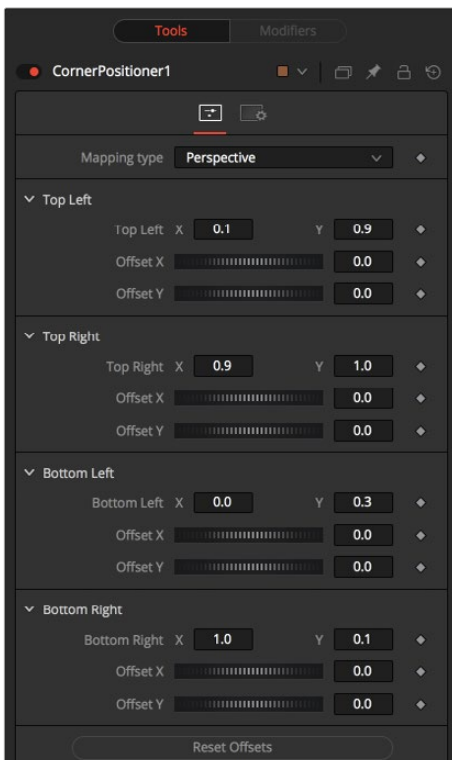 Tools Modifiers
CornerPositioner1
Mapping type Perspective
Top Left
Top Left X 0.1 Y 0.9
Offset X 0.0
Offset Y 0.0
Top Right
Top Right X 0.9 Y 1.0
Offset X 0.0
Offset Y 0.0
Bottom Left
Bottom Left X 0.0 Y 0.3
Offset X 0.0
Offset Y 0.0
Bottom Right
Bottom Right X 1.0 Y 0.1
Offset X 0.0
Offset Y 0.0
Reset Offsets